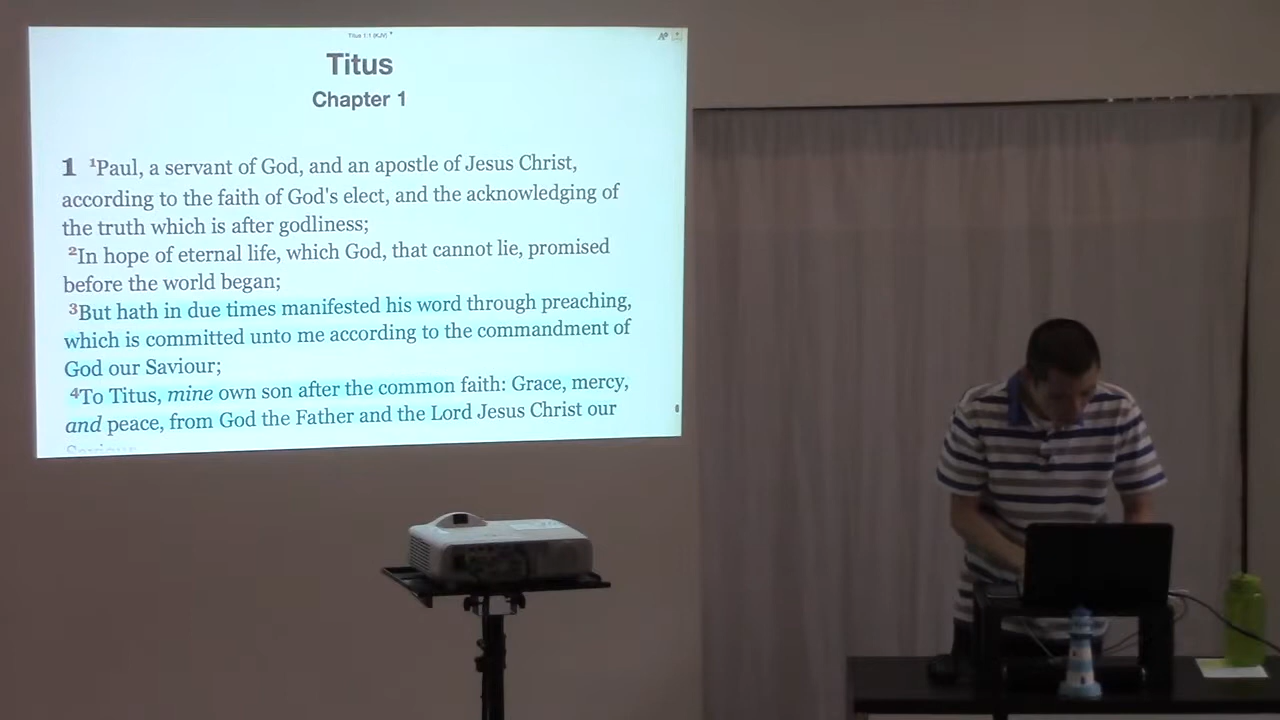 Titus 1:1 (KJV)
Titus
Chapter 1
1 ¹Paul, a servant of God, and an apostle of Jesus Christ,
according to the faith of God's elect, and the acknowledging of
the truth which is after godliness;
²In hope of eternal life, which God, that cannot lie, promised
before the world began;
³But hath in due times manifested his word through preaching,
which is committed unto me according to the commandment of
God our Saviour;
⁴To Titus, mine own son after the common faith: Grace, mercy,
and peace, from God the Father and the Lord Jesus Christ our